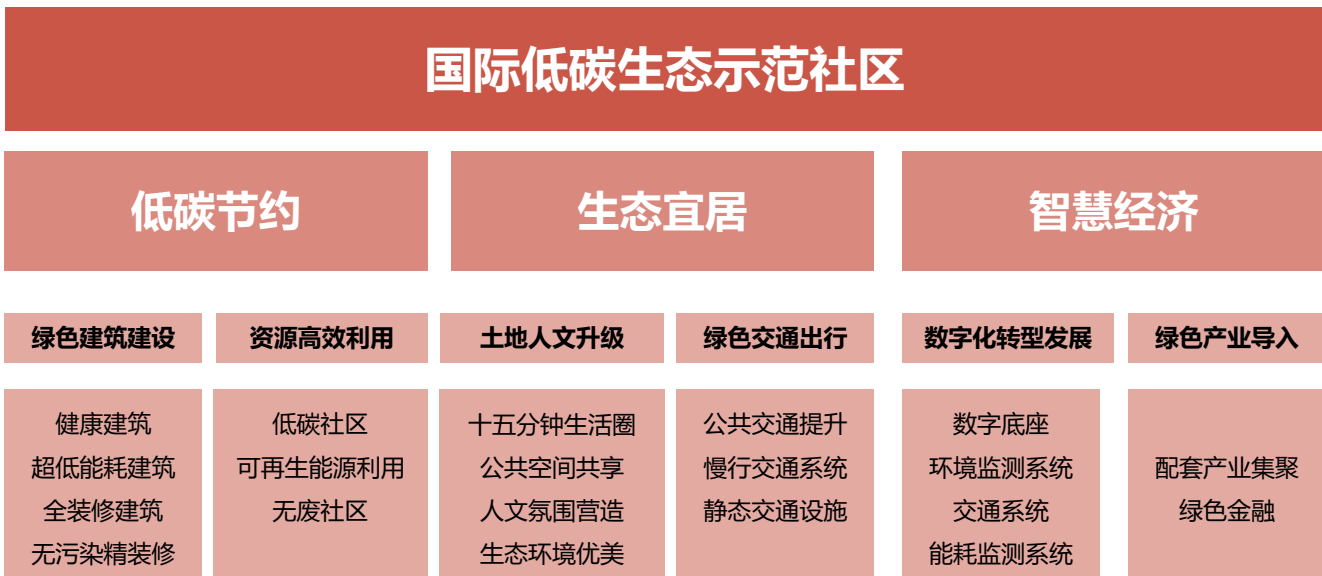 国际低碳生态示范社区
低碳节约
生态宜居
智慧经济
绿色建筑建设
资源高效利用
土地人文升级
绿色交通出行
数字化转型发展
绿色产业导入
健康建筑
超低能耗建筑
全装修建筑
无污染精装修
低碳社区
可再生能源利用
无废社区
十五分钟生活圈
公共空间共享
人文氛围营造
生态环境优美
公共交通提升
慢行交通系统
静态交通设施
数字底座
环境监测系统
交通系统
能耗监测系统
配套产业集聚
绿色金融